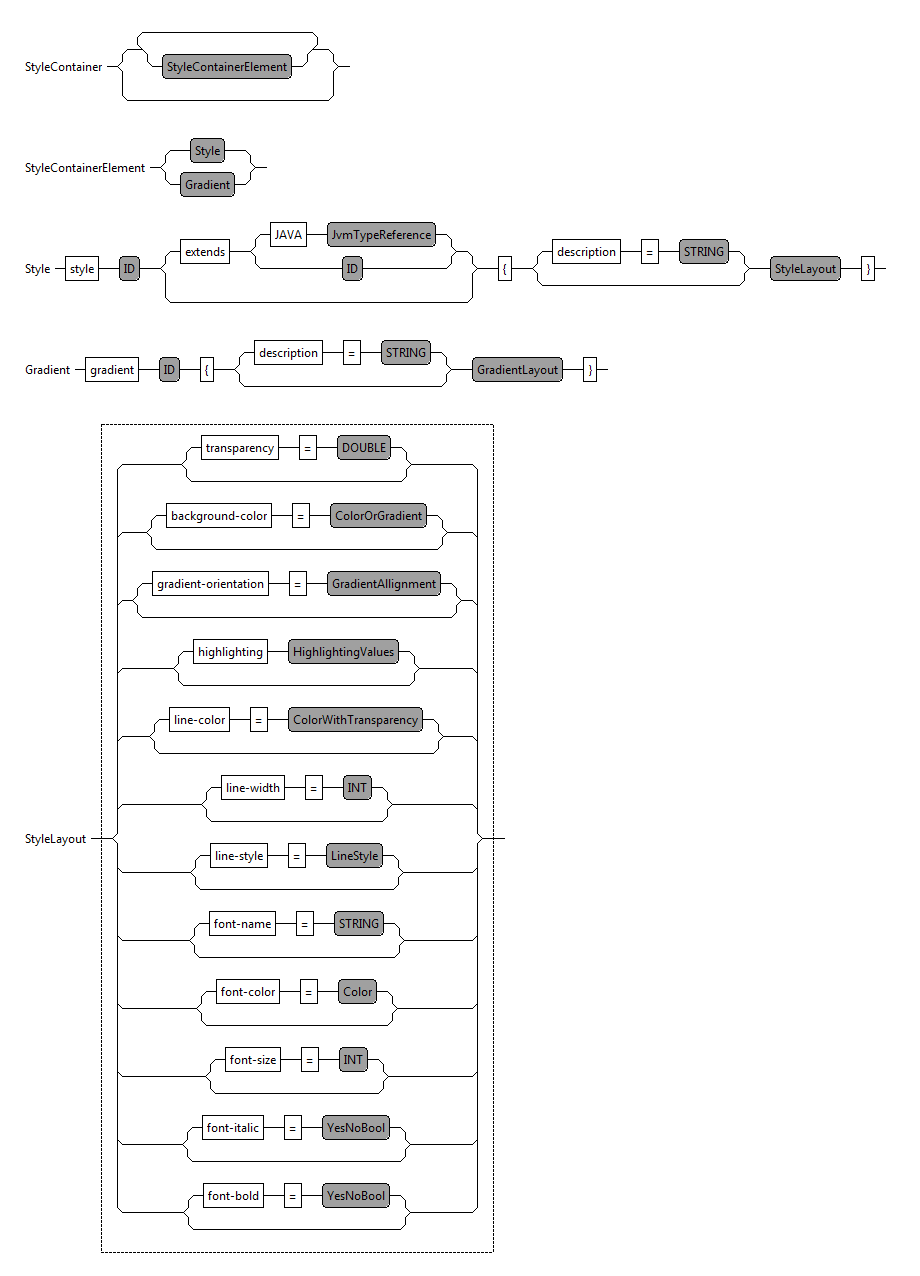 StyleContainer StyleContainerElement
StyleContainerElement Style
Gradient
Style style ID extends JAVA JvmTypeReference
ID { description = STRING StyleLayout }
Gradient gradient ID { description = STRING GradientLayout }
StyleLayout
transparency = DOUBLE
background-color = ColorOrGradient
gradient-orientation = GradientAllignment
highlighting HighlightingValues
line-color = ColorWithTransparency
line-width = INT
line-style = LineStyle
font-name = STRING
font-color = Color
font-size = INT
font-italic = YesNoBool
font-bold = YesNoBool